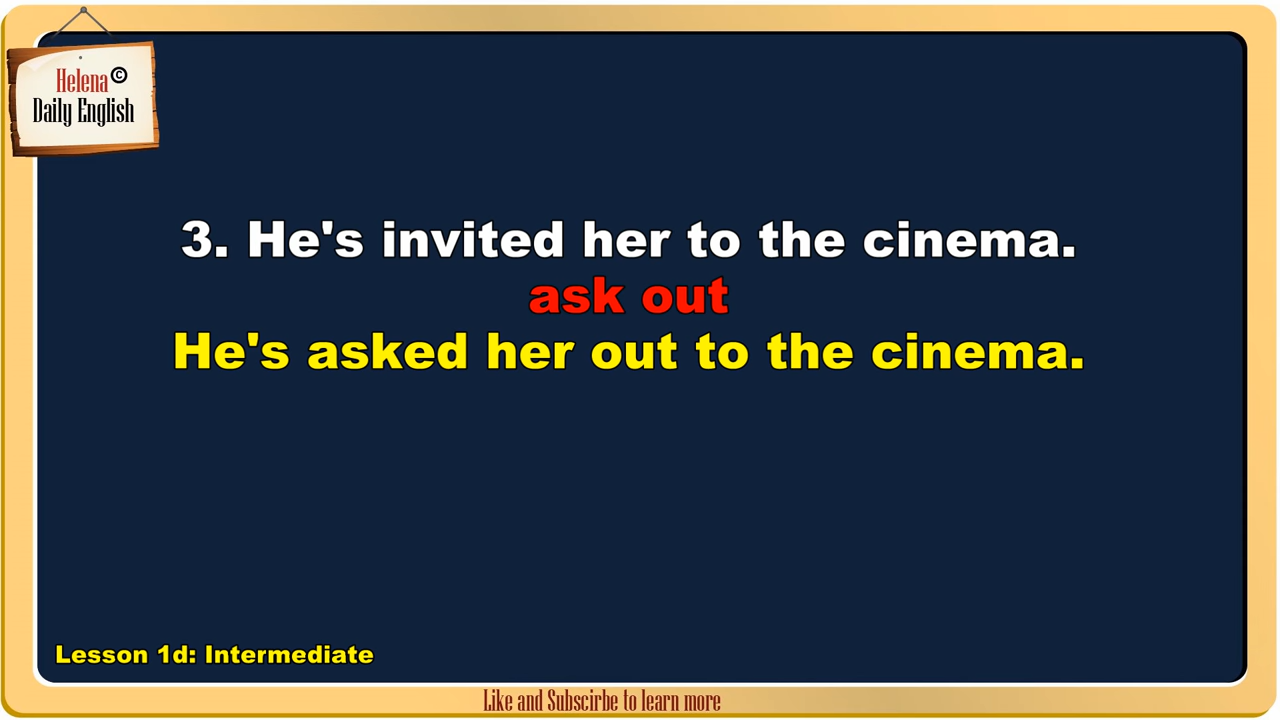 Helena ©
Daily English
3. He's invited her to the cinema.
ask out
He's asked her out to the cinema.
Lesson 1d: Intermediate
Like and Subscirbe to learn more